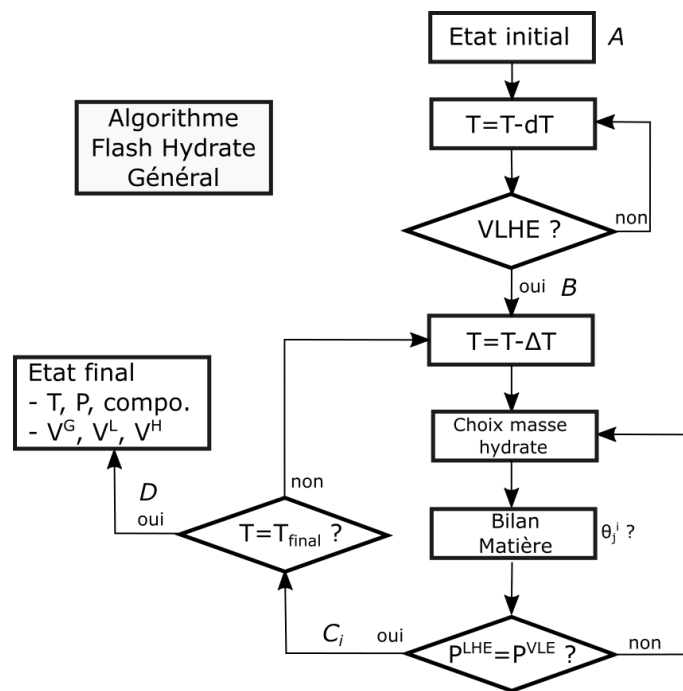 Etat initial A
Algorithme
Flash Hydrate
Général
T=T-dT
VLHE ?
non
oui B
T=T-ΔT
Etat final
- T, P, compo.
- V^G, V^L, V^H
Choix masse
hydrate
D
oui
non
T=T_final ?
Bilan
Matière
θ_j^i ?
C_i oui
P^LHE=P^VLE ?
non